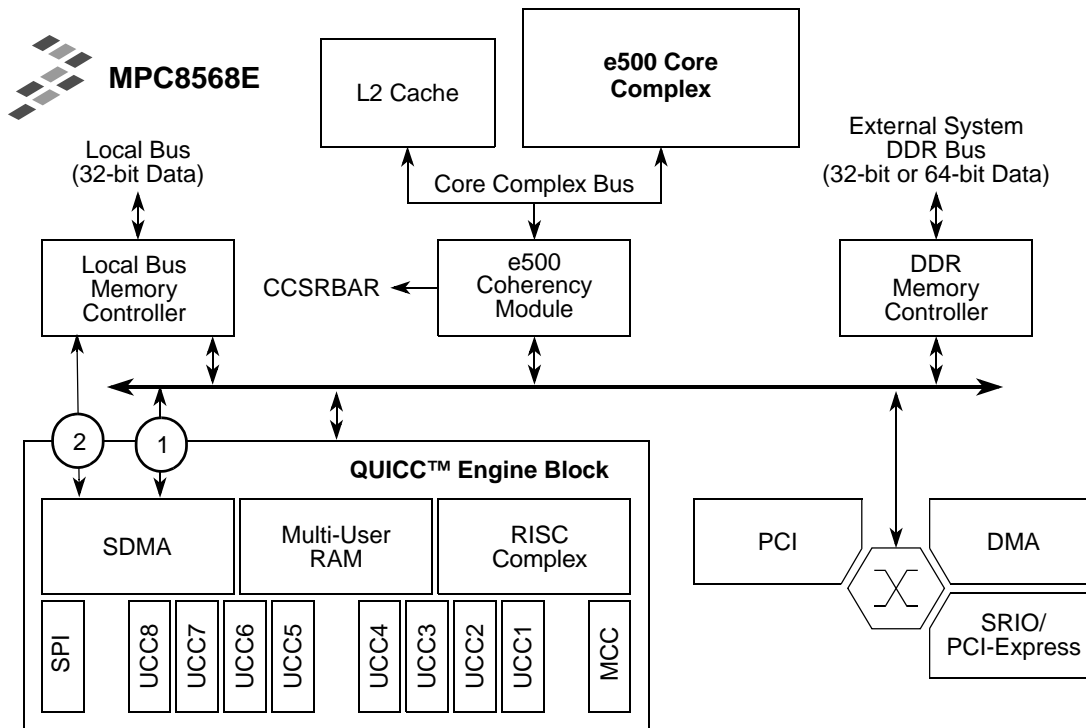 MPC8568E
L2 Cache
e500 Core
Complex
Local Bus
(32-bit Data)
Core Complex Bus
External System
DDR Bus
(32-bit or 64-bit Data)
Local Bus
Memory
Controller
CCSRBAR
e500
Coherency
Module
DDR
Memory
Controller
2
1
QUICC™ Engine Block
SDMA
Multi-User
RAM
RISC
Complex
PCI
DMA
SRIO/
PCI-Express
SPI
UCC8
UCC7
UCC6
UCC5
UCC4
UCC3
UCC2
UCC1
MCC